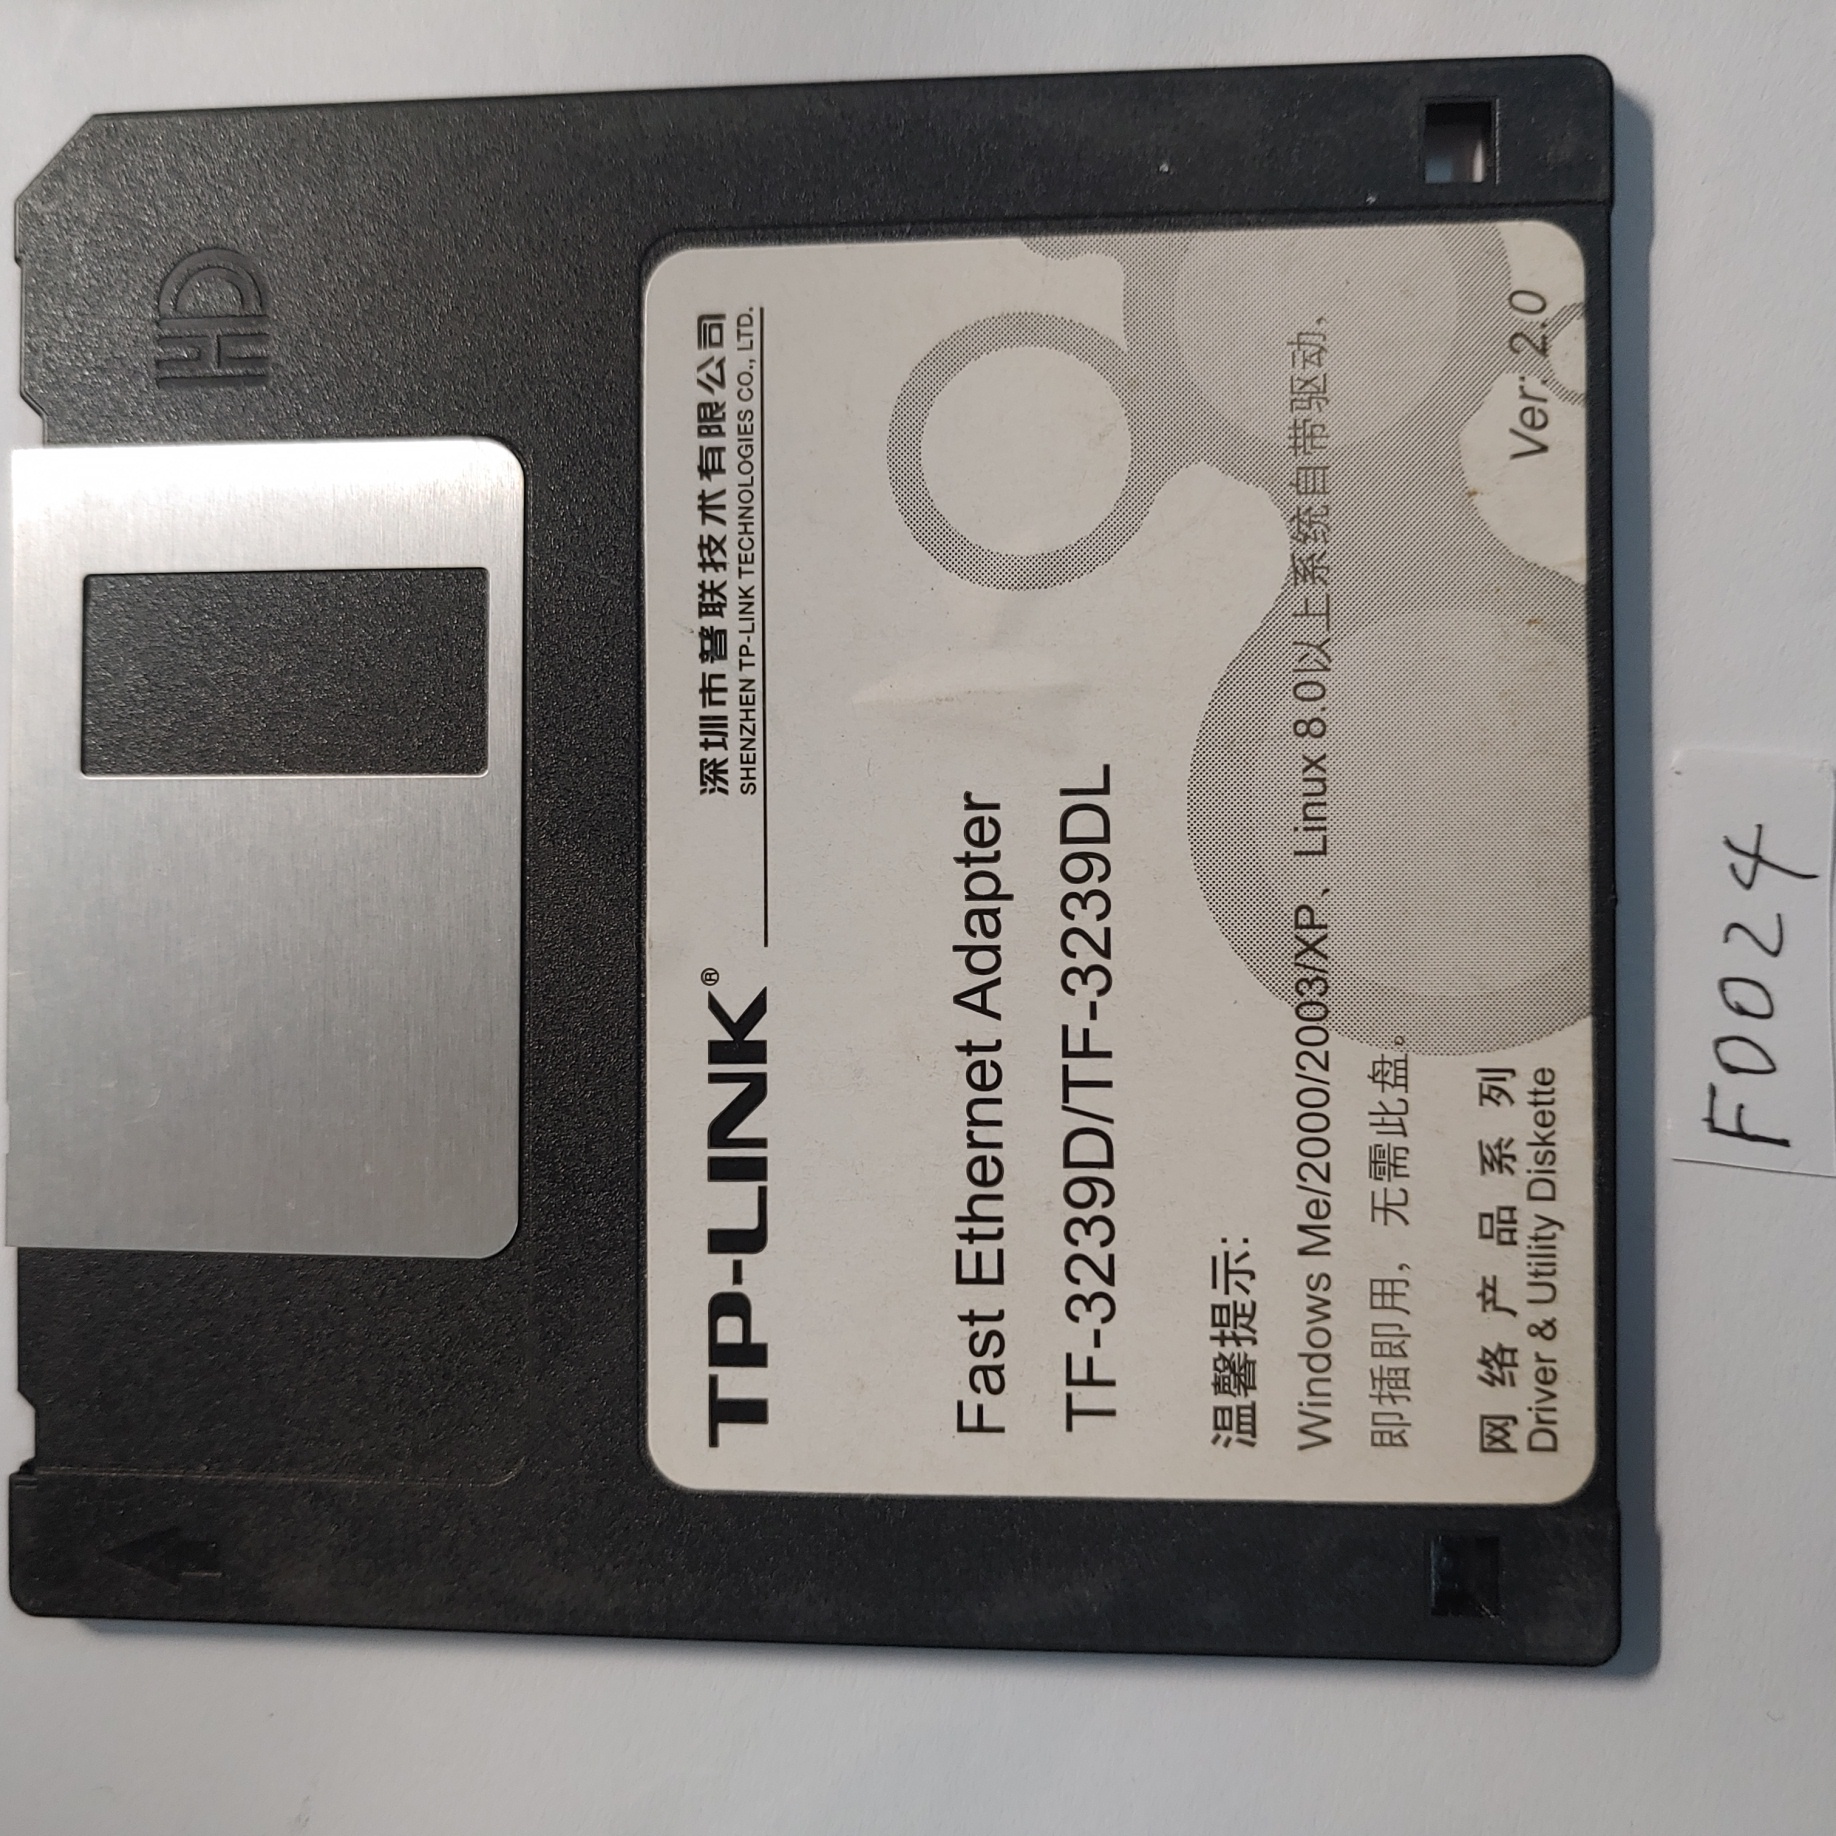 HD
TP-LINK®
深圳市普联技术有限公司
SHENZHEN TP-LINK TECHNOLOGIES CO., LTD.
Fast Ethernet Adapter
TF-3239D/TF-3239DL
温馨提示:
Windows Me/2000/2003/XP、Linux 8.0以上系统自带驱动,
即插即用, 无需此盘。
网络产品系列
Driver & Utility Diskette
Ver: 2.0
F0024